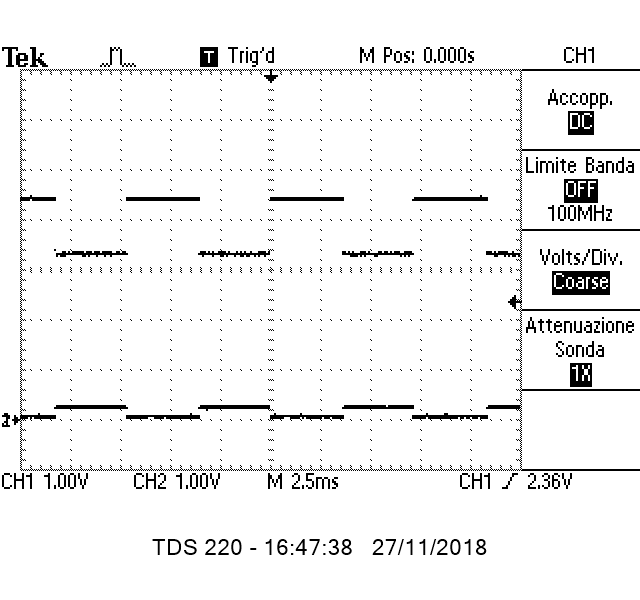 Tek T Trig'd M Pos: 0.000s CH1
Accopp.
DC
Limite Banda
OFF
100MHz
Volts/Div.
Coarse
Attenuazione
Sonda
1X
2
CH1 1.00V CH2 1.00V M 2.5ms CH1 2.36V
TDS 220 - 16:47:38 27/11/2018